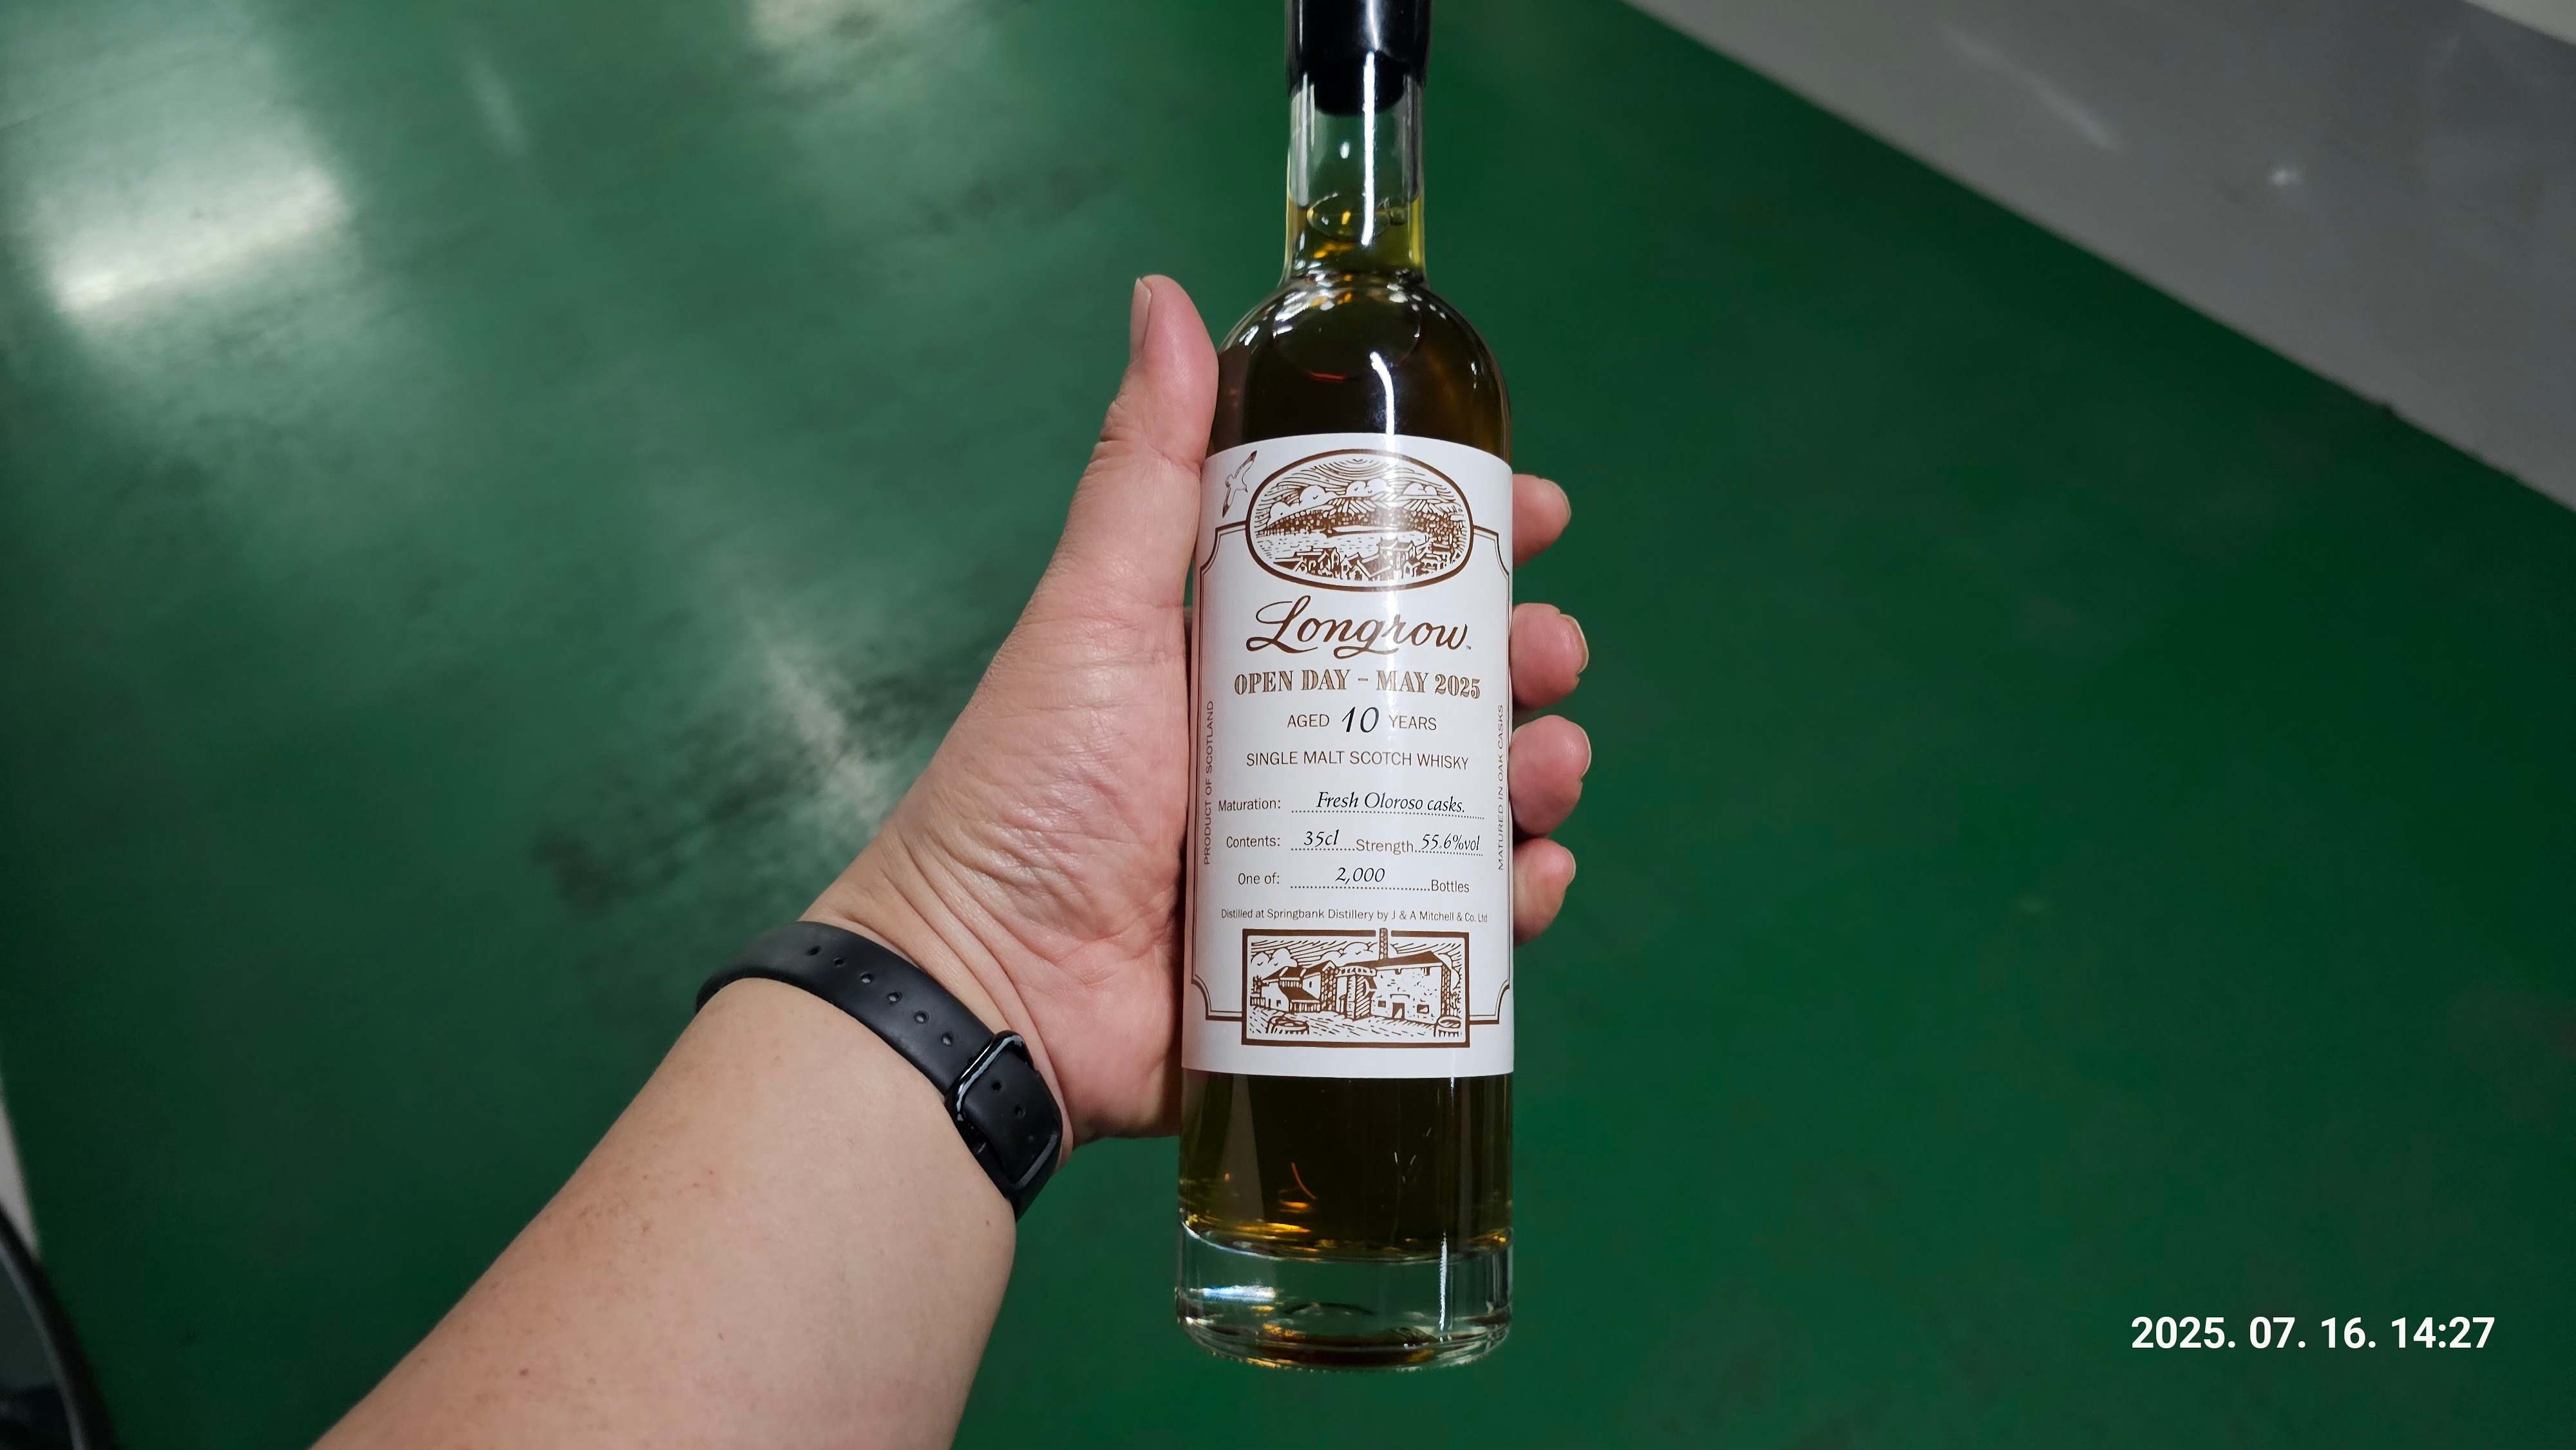 Longrow™
OPEN DAY – MAY 2025
AGED 10 YEARS
SINGLE MALT SCOTCH WHISKY
Maturation: Fresh Oloroso casks.
Contents: 35cl Strength 55.6%vol
One of: 2,000 Bottles
Distilled at Springbank Distillery by J & A Mitchell & Co. Ltd
PRODUCT OF SCOTLAND
MATURED IN OAK CASKS
2025. 07. 16. 14:27